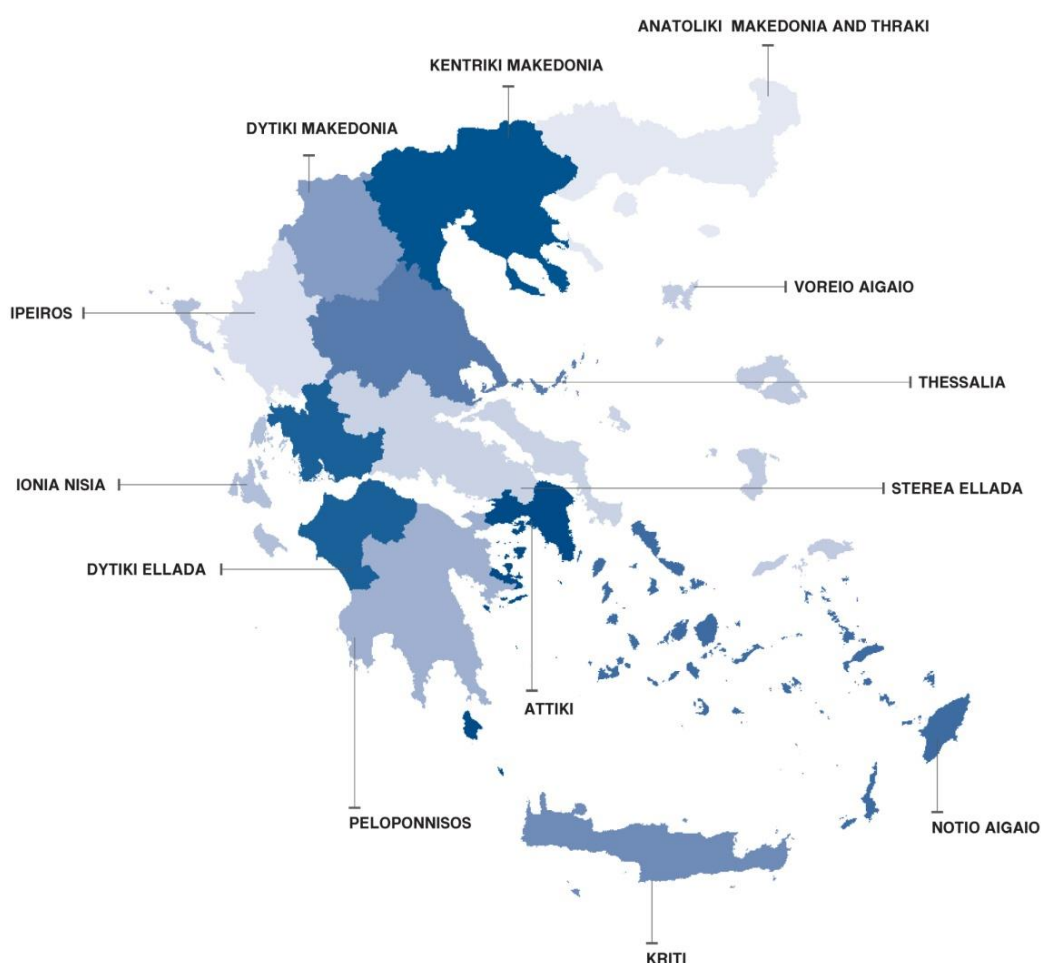 ANATOLIKI MAKEDONIA AND THRAKI
KENTRIKI MAKEDONIA
DYTIKI MAKEDONIA
VOREIO AIGAIO
IPEIROS
THESSALIA
IONIA NISIA
STEREA ELLADA
DYTIKI ELLADA
ATTIKI
PELOPONNISOS
NOTIO AIGAIO
KRITI